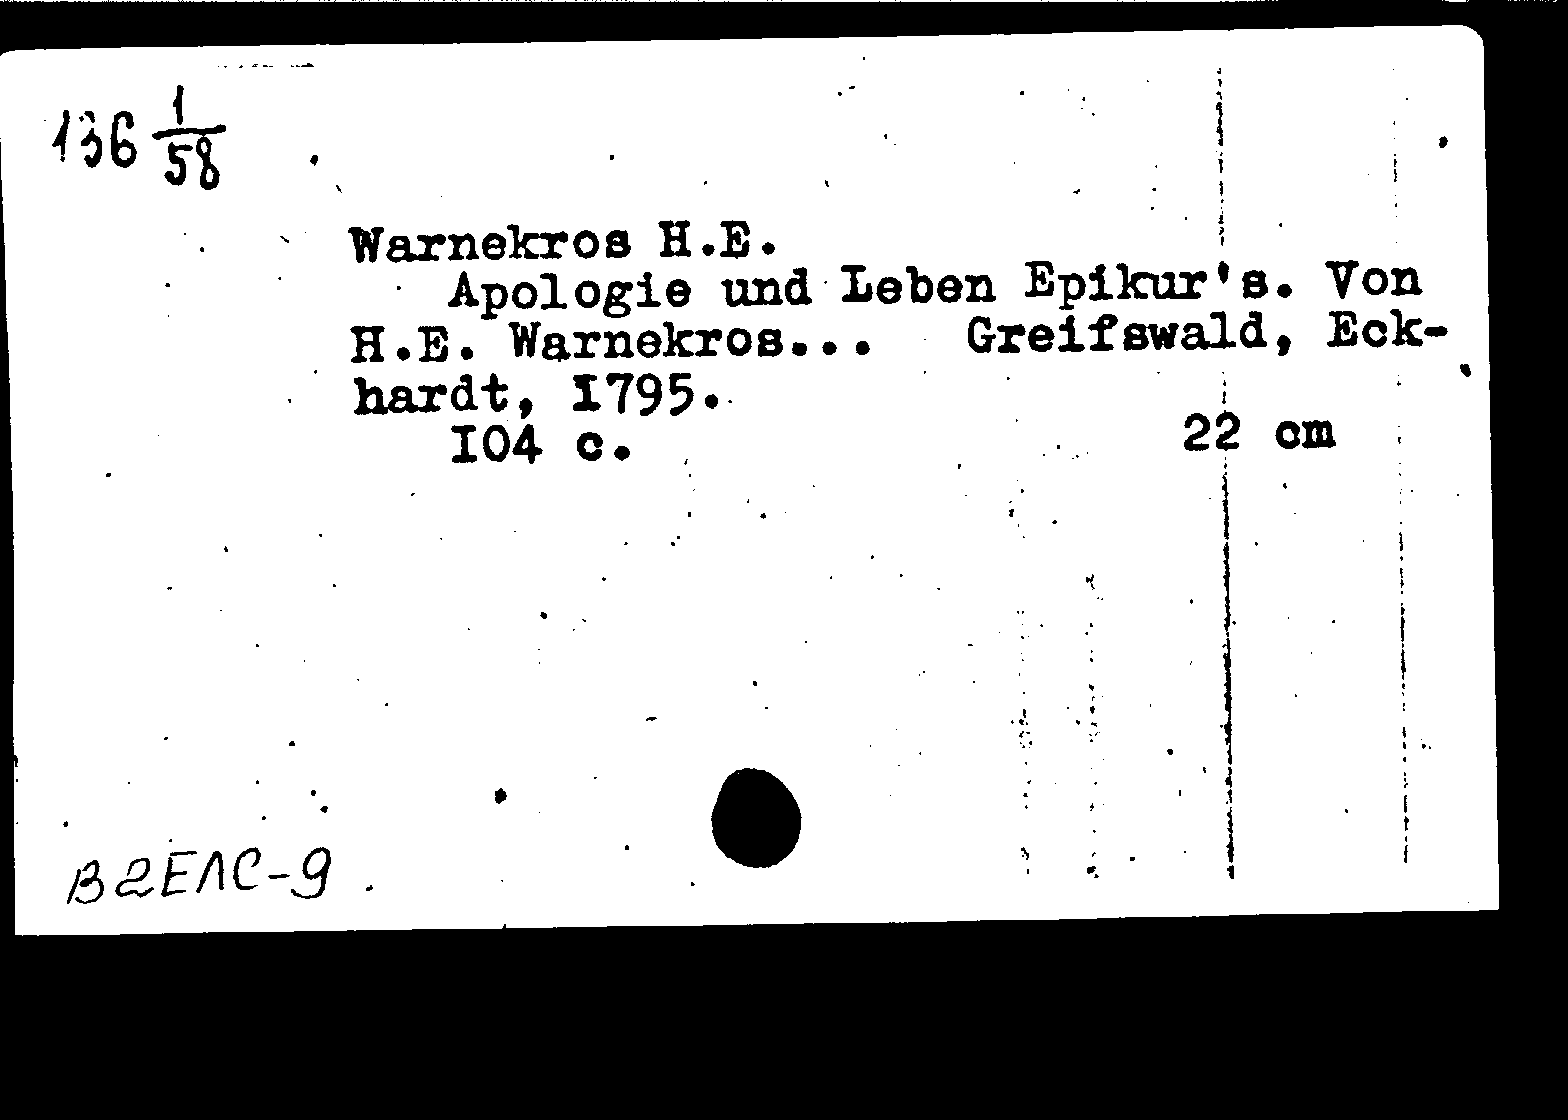 136 1/58
Warnekros H.E.
Apologie und Leben Epikur's. Von
H.E. Warnekros... Greifswald, Eck-
hardt, I795.
I04 с. 22 cm
В2ЕЛС-9